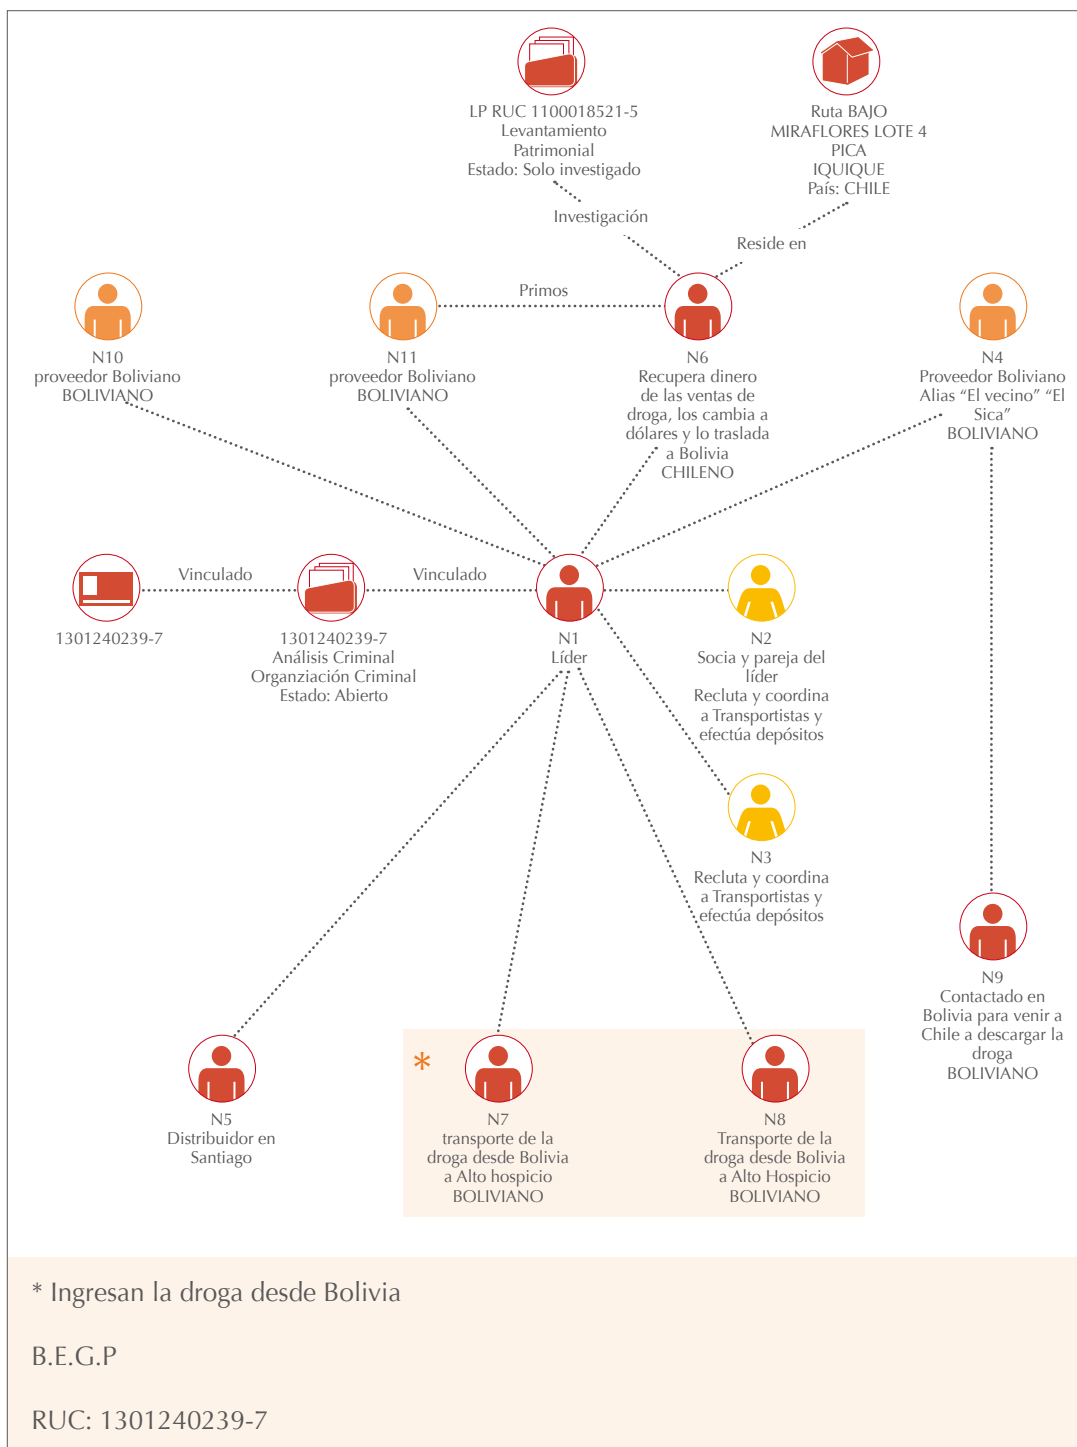 LP RUC 1100018521-5
Levantamiento
Patrimonial
Estado: Solo investigado
Ruta BAJO
MIRAFLORES LOTE 4
PICA
IQUIQUE
País: CHILE
Investigación
Reside en
Primos
N10
proveedor Boliviano
BOLIVIANO
N11
proveedor Boliviano
BOLIVIANO
N6
Recupera dinero
de las ventas de
droga, los cambia a
dólares y lo traslada
a Bolivia
CHILENO
N4
Proveedor Boliviano
Alias “El vecino” “El
Sica”
BOLIVIANO
Vinculado
Vinculado
1301240239-7
1301240239-7
Análisis Criminal
Organziación Criminal
Estado: Abierto
N1
Líder
N2
Socia y pareja del
líder
Recluta y coordina
a Transportistas y
efectúa depósitos
N3
Recluta y coordina
a Transportistas y
efectúa depósitos
N9
Contactado en
Bolivia para venir a
Chile a descargar la
droga
BOLIVIANO
N5
Distribuidor en
Santiago
*
N7
transporte de la
droga desde Bolivia
a Alto hospicio
BOLIVIANO
N8
Transporte de la
droga desde Bolivia
a Alto Hospicio
BOLIVIANO
* Ingresan la droga desde Bolivia
B.E.G.P
RUC: 1301240239-7